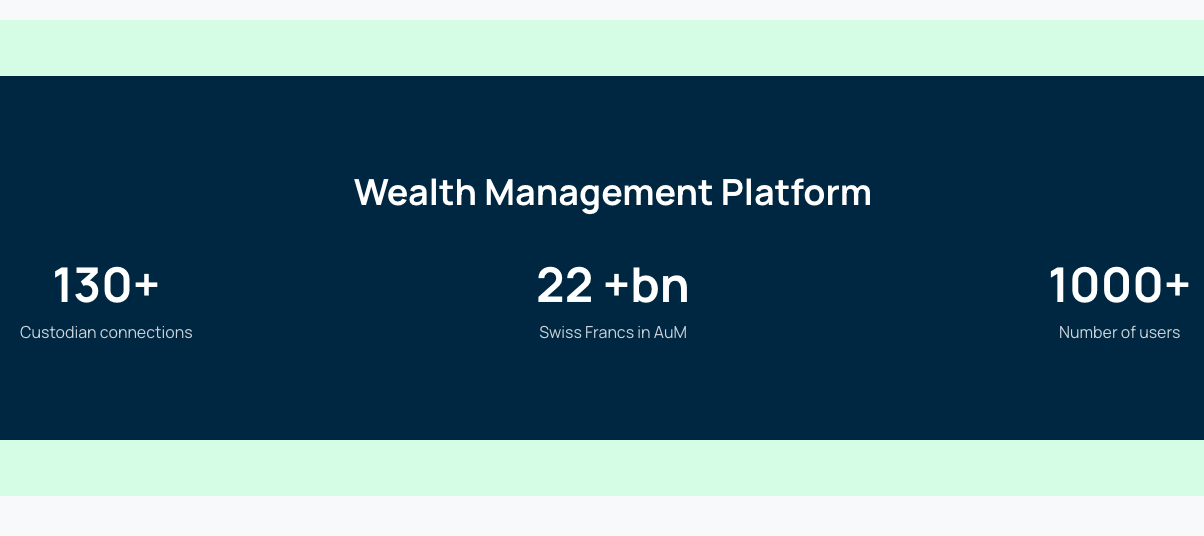 Wealth Management Platform
130+
Custodian connections
22 +bn
Swiss Francs in AuM
1000+
Number of users